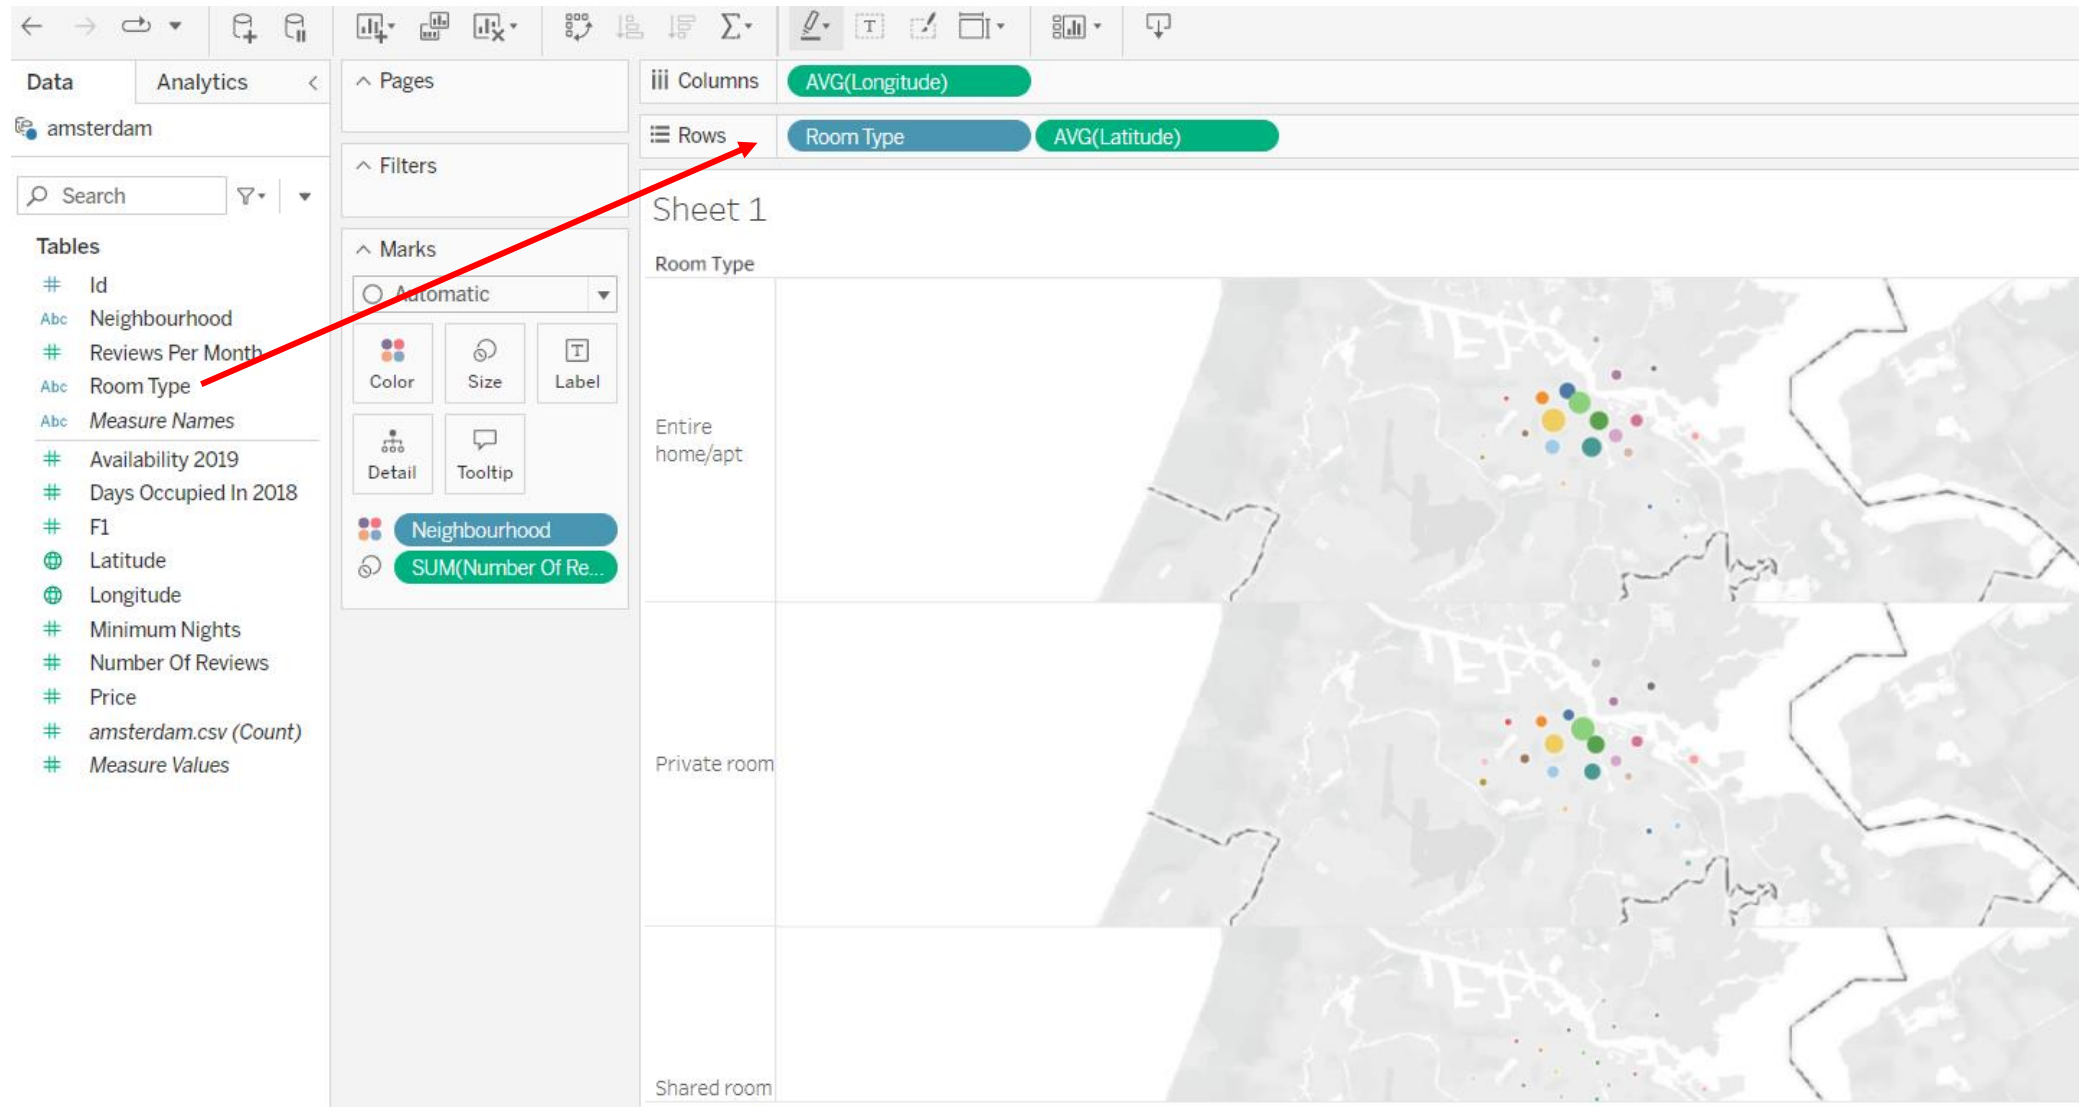 Data
Analytics
amsterdam
Search
Tables
# Id
Abc Neighbourhood
# Reviews Per Month
Abc Room Type
Abc Measure Names
# Availability 2019
# Days Occupied In 2018
# F1
Latitude
Longitude
# Minimum Nights
# Number Of Reviews
# Price
# amsterdam.csv (Count)
# Measure Values
Pages
Filters
Marks
Automatic
Color
Size
Label
Detail
Tooltip
Neighbourhood
SUM(Number Of Re...
Columns
AVG(Longitude)
Rows
Room Type
AVG(Latitude)
Sheet 1
Room Type
Entire
home/apt
Private room
Shared room